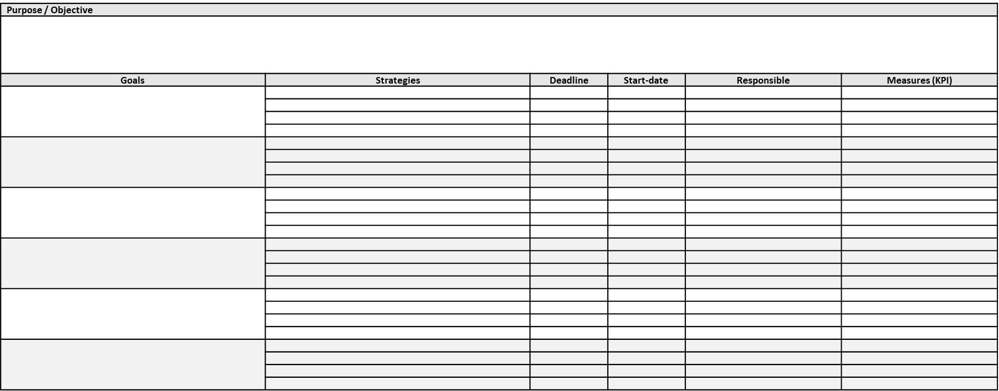 Purpose / Objective
Goals Strategies Deadline Start-date Responsible Measures (KPI)